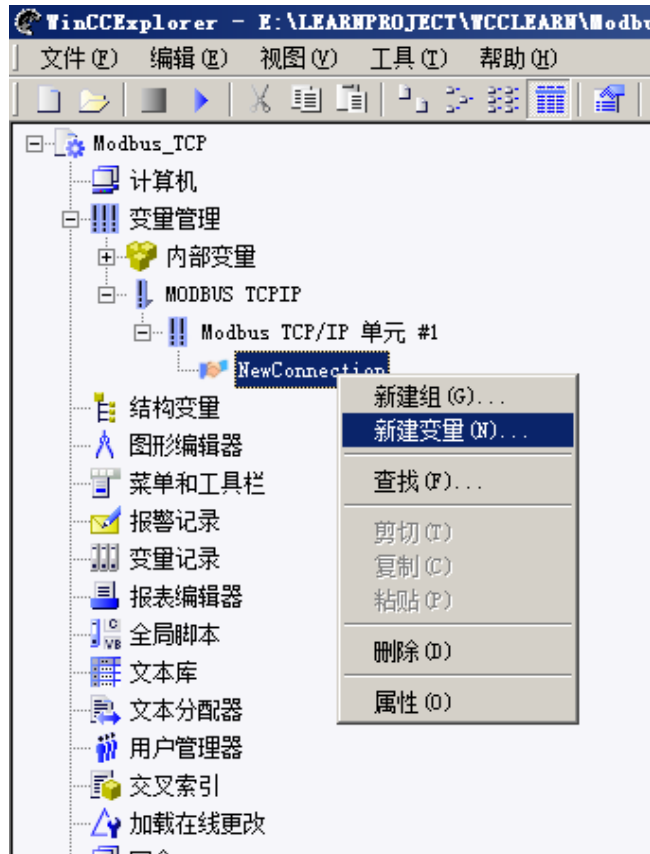 WinCCExplorer - E:\LEARNPROJECT\WCCLEARN\Modbu
文件(F) 编辑(E) 视图(V) 工具(T) 帮助(H)
Modbus_TCP
计算机
变量管理
内部变量
MODBUS TCPIP
Modbus TCP/IP 单元 #1
NewConnection
新建组(G)...
新建变量(N)...
查找(F)...
剪切(T)
复制(C)
粘贴(P)
删除(D)
属性(O)
结构变量
图形编辑器
菜单和工具栏
报警记录
变量记录
报表编辑器
全局脚本
文本库
文本分配器
用户管理器
交叉索引
加载在线更改